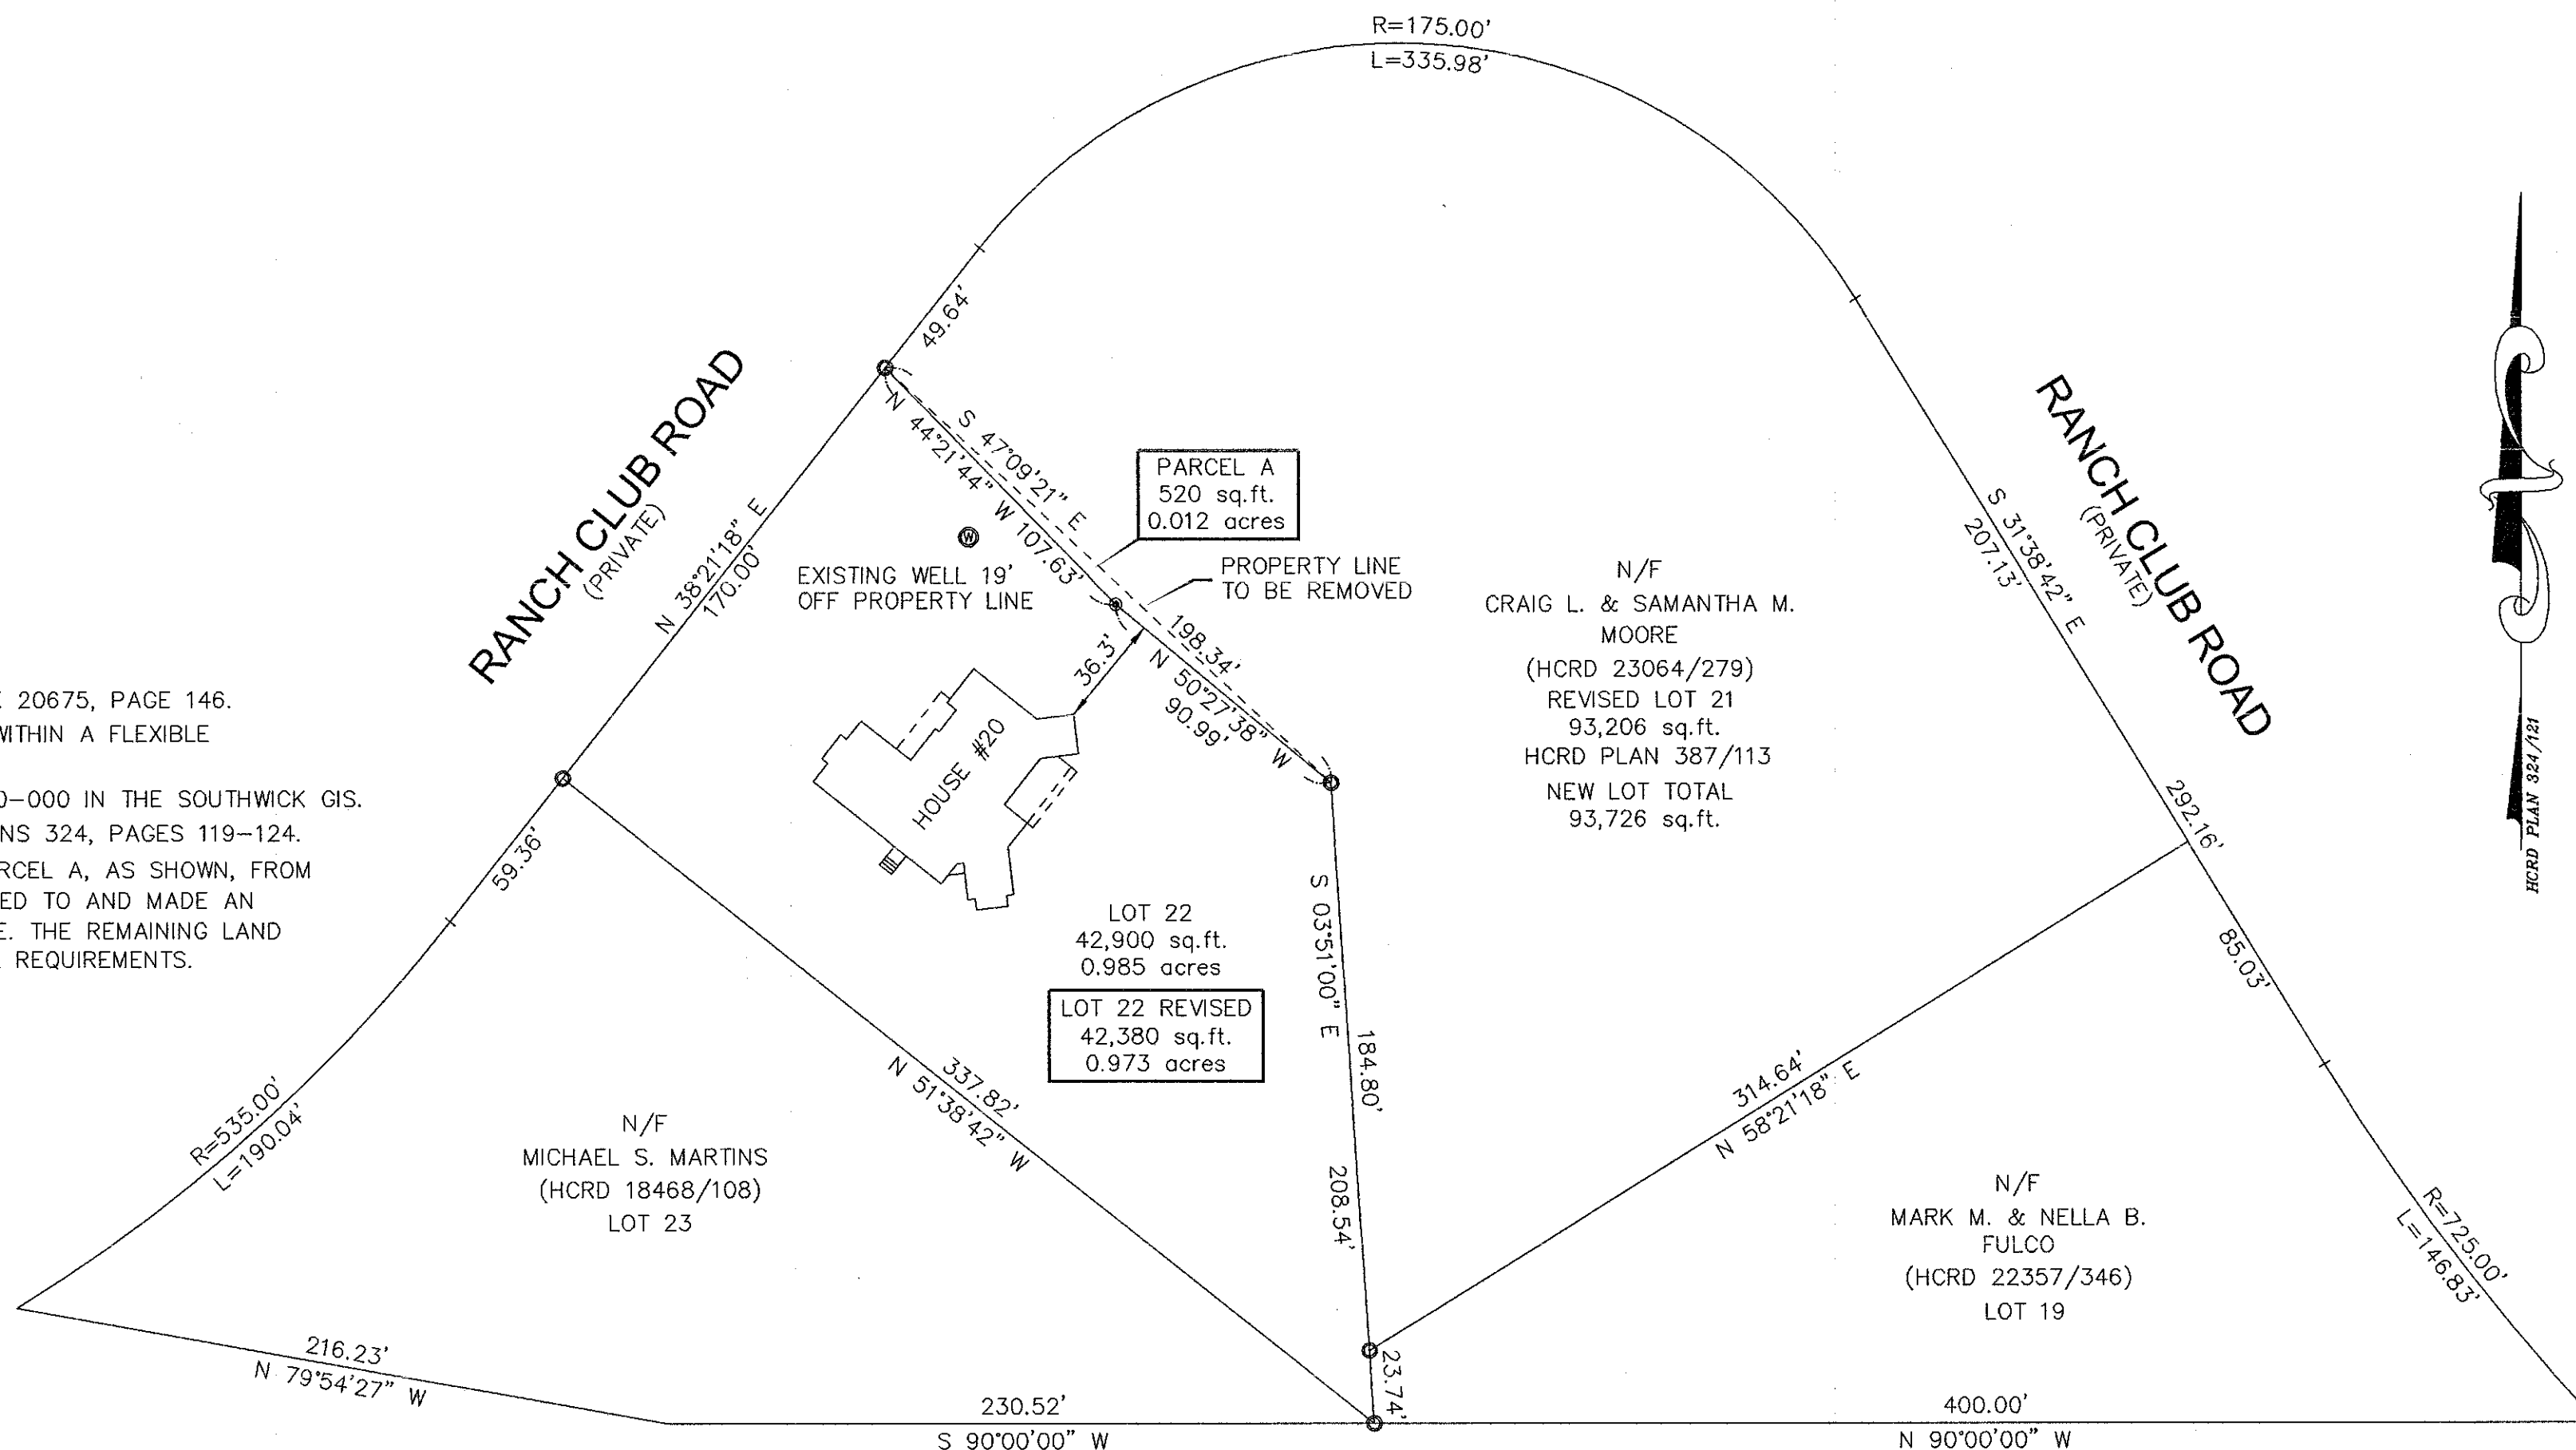 R=175.00'
L=335.98'
49.64'
RANCH CLUB ROAD
(PRIVATE)
N 38°21'18" E
170.00'
S 47°09'21" E
198.34'
N 44°21'44" W 107.63'
PARCEL A
520 sq.ft.
0.012 acres
PROPERTY LINE
TO BE REMOVED
W
EXISTING WELL 19'
OFF PROPERTY LINE
36.3'
N 50°27'38" W
90.99'
HOUSE #20
N/F
CRAIG L. & SAMANTHA M.
MOORE
(HCRD 23064/279)
REVISED LOT 21
93,206 sq.ft.
HCRD PLAN 387/113
NEW LOT TOTAL
93,726 sq.ft.
RANCH CLUB ROAD
(PRIVATE)
S 31°38'42" E
207.13'
292.16'
85.03'
HCRD PLAN 324/121
20675, PAGE 146.
WITHIN A FLEXIBLE
0-000 IN THE SOUTHWICK GIS.
NS 324, PAGES 119-124.
RCEL A, AS SHOWN, FROM
ED TO AND MADE AN
E. THE REMAINING LAND
REQUIREMENTS.
59.36'
LOT 22
42,900 sq.ft.
0.985 acres
LOT 22 REVISED
42,380 sq.ft.
0.973 acres
S 03°51'00" E
184.80'
208.54'
23.74'
337.82'
N 51°38'42" W
314.64'
N 58°21'18" E
R=535.00'
L=190.04'
N/F
MICHAEL S. MARTINS
(HCRD 18468/108)
LOT 23
N/F
MARK M. & NELLA B.
FULCO
(HCRD 22357/346)
LOT 19
R=725.00'
L=146.83'
216.23'
N 79°54'27" W
230.52'
S 90°00'00" W
400.00'
N 90°00'00" W